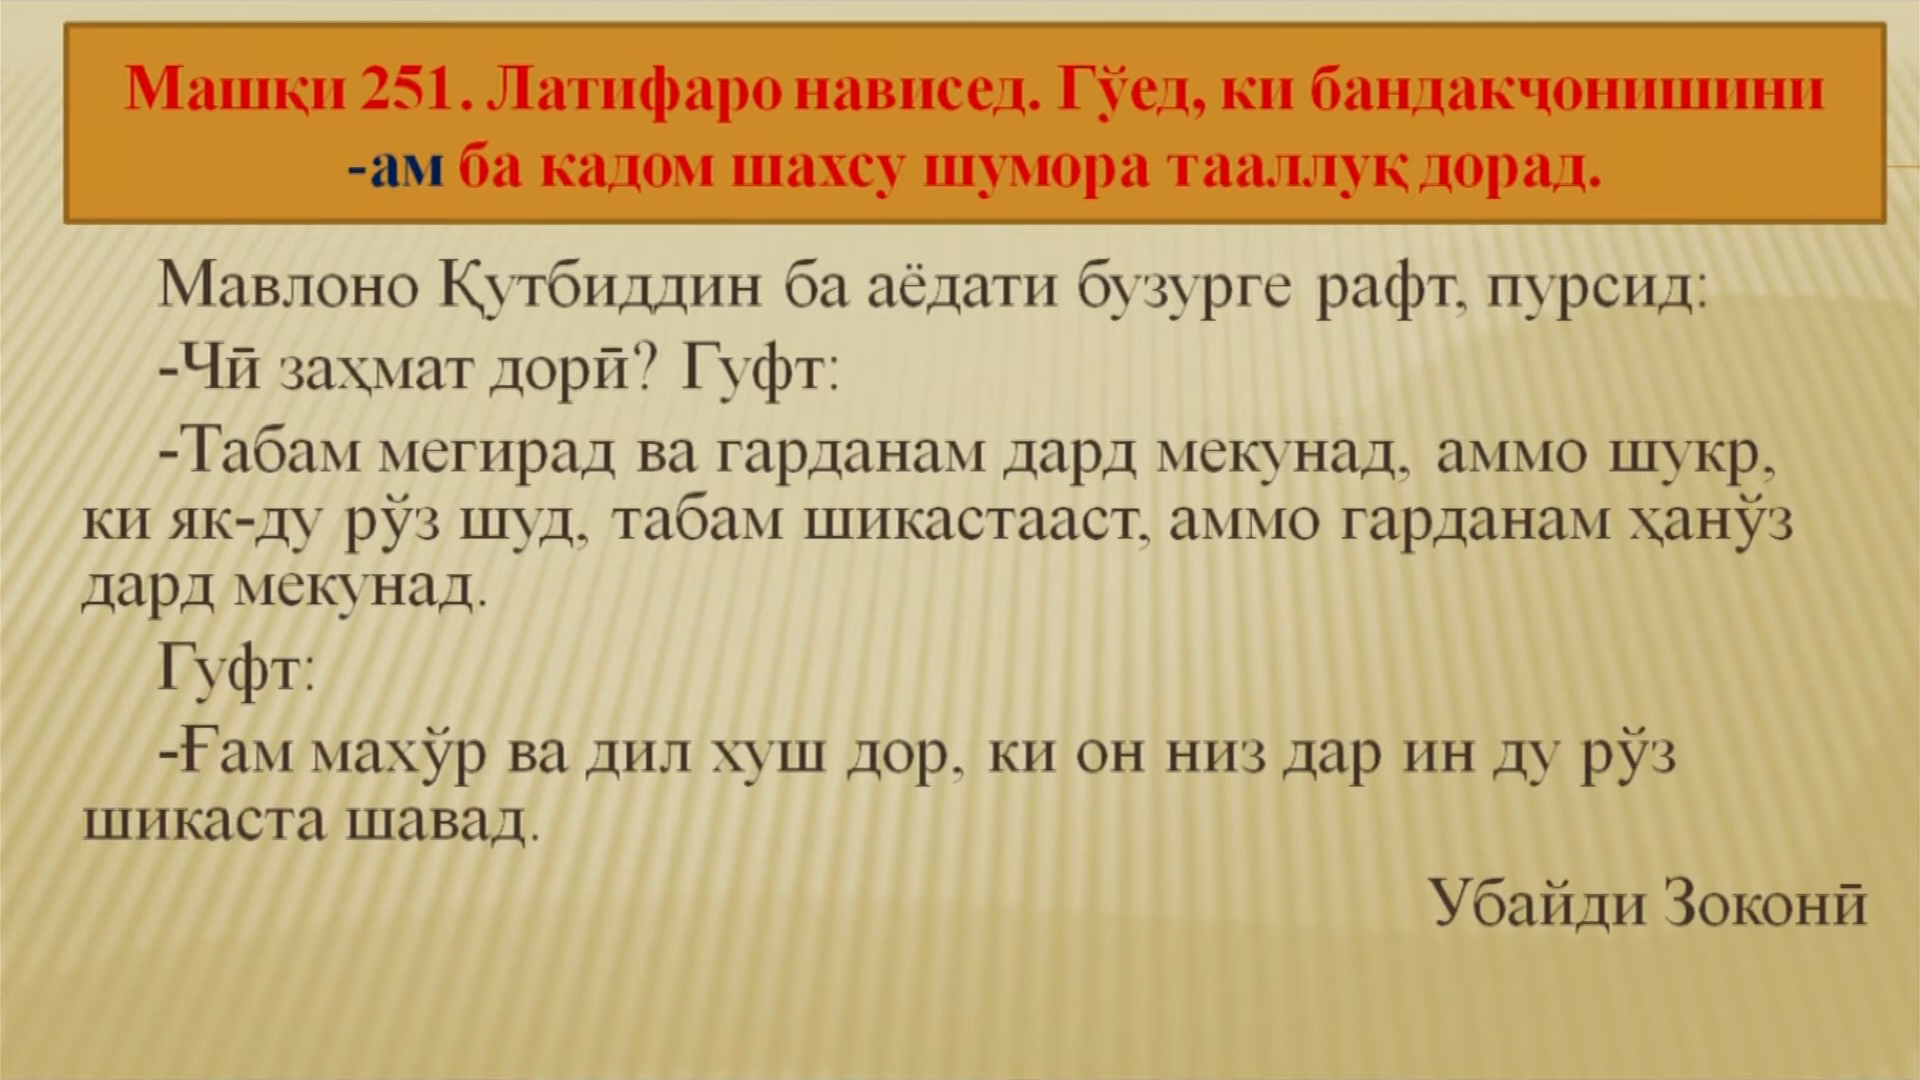 Машқи 251. Латифаро нависед. Гӯед, ки бандакҷонишини
-ам ба кадом шахсу шумора тааллуқ дорад.
Мавлоно Қутбиддин ба аёдати бузурге рафт, пурсид:
-Чӣ заҳмат дорӣ? Гуфт:
-Табам мегирад ва гарданам дард мекунад, аммо шукр,
ки як-ду рӯз шуд, табам шикастааст, аммо гарданам ҳанӯз
дард мекунад.
Гуфт:
-Ғам махӯр ва дил хуш дор, ки он низ дар ин ду рӯз
шикаста шавад.
Убайди Зоконӣ